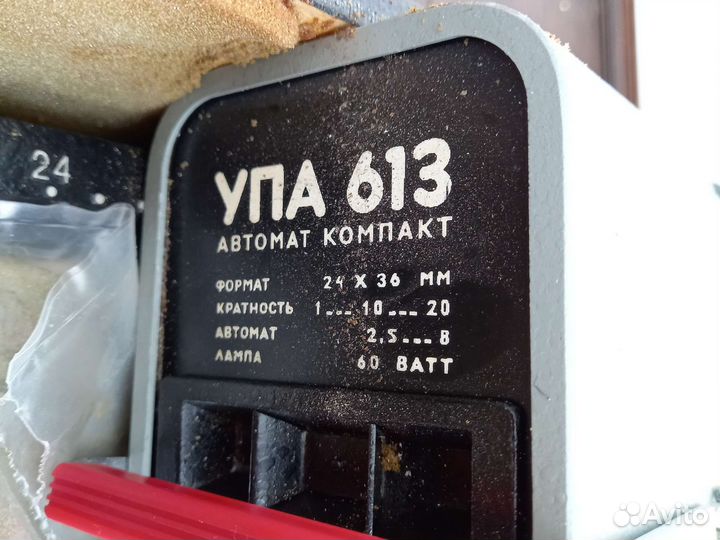 24
УПА 613
АВТОМАТ КОМПАКТ
ФОРМАТ 24 X 36 ММ
КРАТНОСТЬ 1--- 10--- 20
АВТОМАТ 2,5---8
ЛАМПА 60 ВАТТ
Avito